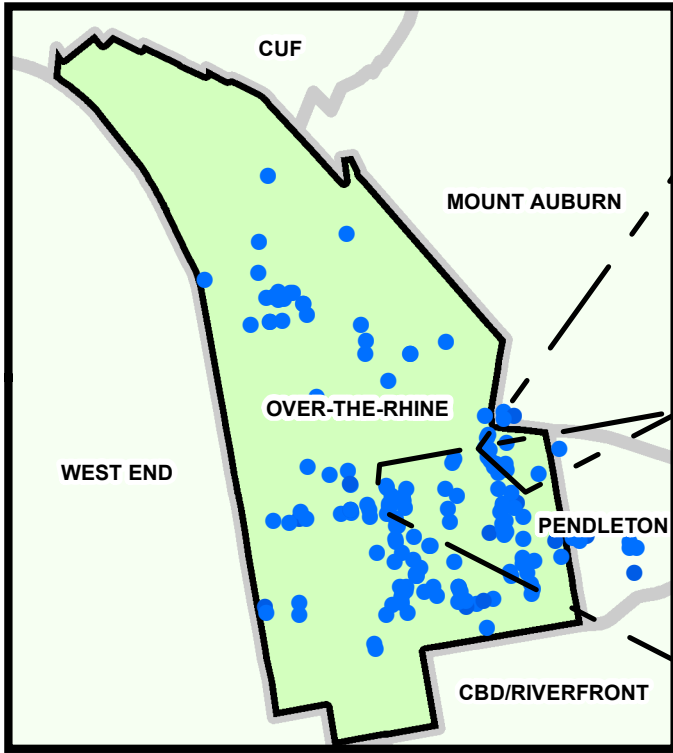 CUF
MOUNT AUBURN
OVER-THE-RHINE
WEST END
PENDLETON
CBD/RIVERFRONT